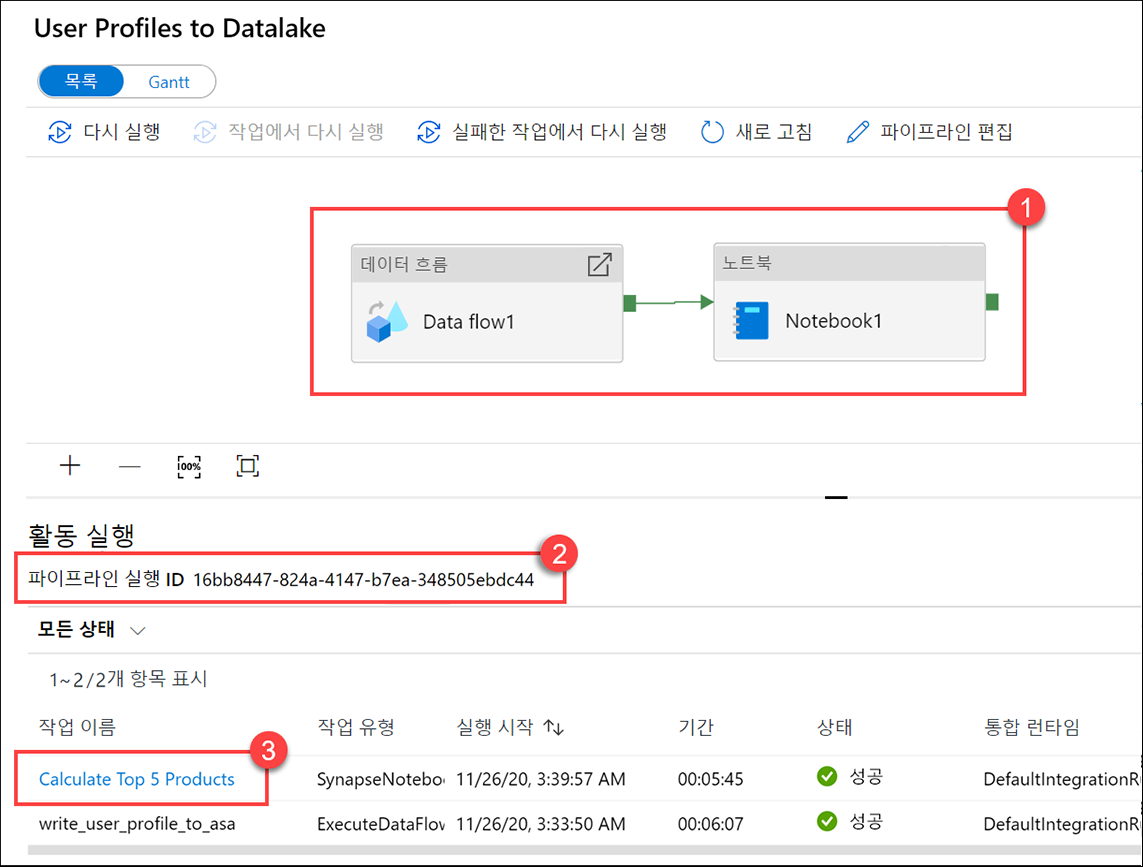 User Profiles to Datalake
목록 Gantt
다시 실행 작업에서 다시 실행 실패한 작업에서 다시 실행 새로 고침 파이프라인 편집
1
데이터 흐름 노트북
Data flow1 Notebook1
100%
활동 실행
2
파이프라인 실행 ID 16bb8447-824a-4147-b7ea-348505ebdc44
모든 상태
1~2/2개 항목 표시
작업 이름 작업 유형 실행 시작 기간 상태 통합 런타임
3
Calculate Top 5 Products SynapseNoteboo 11/26/20, 3:39:57 AM 00:05:45 성공 DefaultIntegrationRu
write_user_profile_to_asa ExecuteDataFlow 11/26/20, 3:33:50 AM 00:06:07 성공 DefaultIntegrationRu